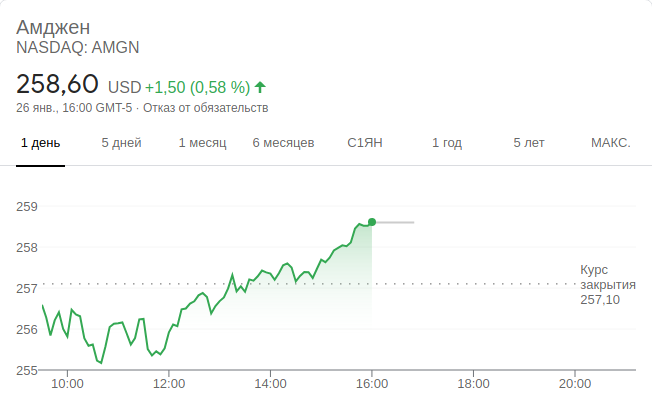 Амджен
NASDAQ: AMGN
258,60 USD +1,50 (0,58 %)
26 янв., 16:00 GMT-5 · Отказ от обязательств
1 день 5 дней 1 месяц 6 месяцев С1ЯН 1 год 5 лет МАКС.
259
258
257
256
255
Курс
закрытия
257,10
10:00 12:00 14:00 16:00 18:00 20:00